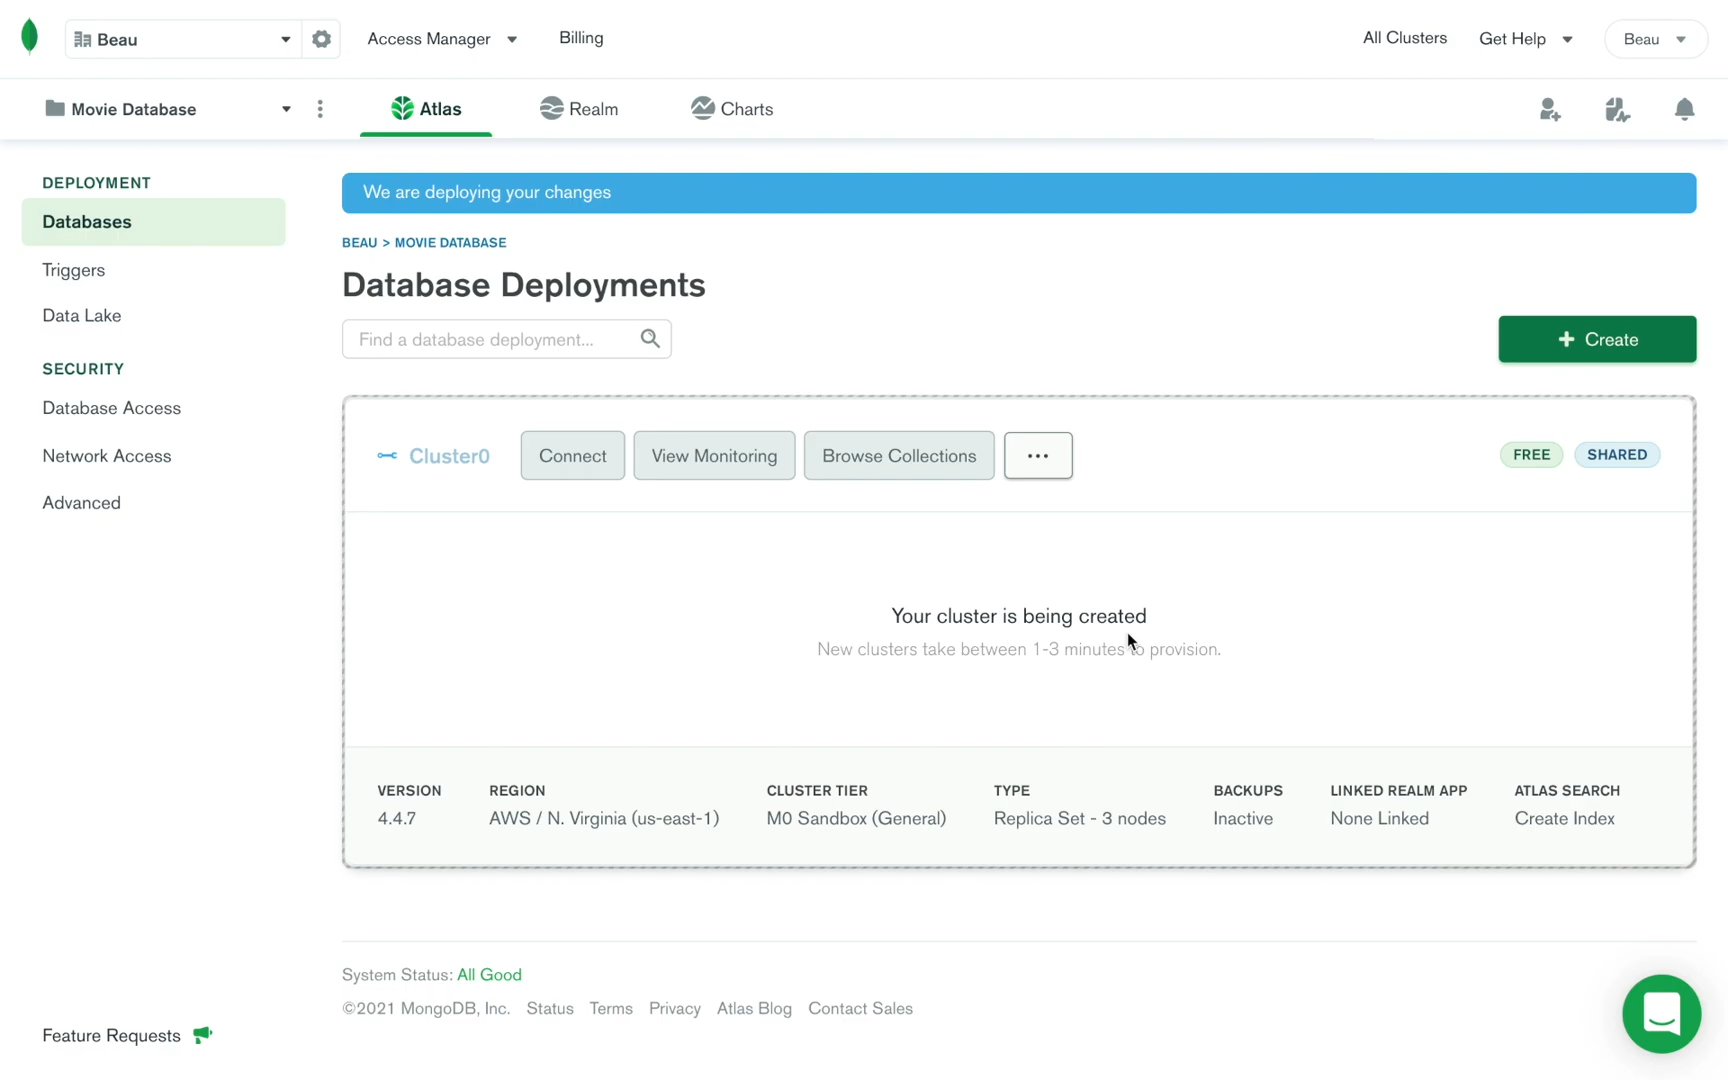 Beau
Access Manager
Billing
All Clusters
Get Help
Beau
Movie Database
Atlas
Realm
Charts
DEPLOYMENT
Databases
Triggers
Data Lake
SECURITY
Database Access
Network Access
Advanced
Feature Requests
We are deploying your changes
BEAU > MOVIE DATABASE
Database Deployments
Find a database deployment...
+ Create
Cluster0
Connect
View Monitoring
Browse Collections
...
FREE
SHARED
Your cluster is being created
New clusters take between 1-3 minutes to provision.
VERSION
4.4.7
REGION
AWS / N. Virginia (us-east-1)
CLUSTER TIER
M0 Sandbox (General)
TYPE
Replica Set - 3 nodes
BACKUPS
Inactive
LINKED REALM APP
None Linked
ATLAS SEARCH
Create Index
System Status: All Good
©2021 MongoDB, Inc. Status Terms Privacy Atlas Blog Contact Sales